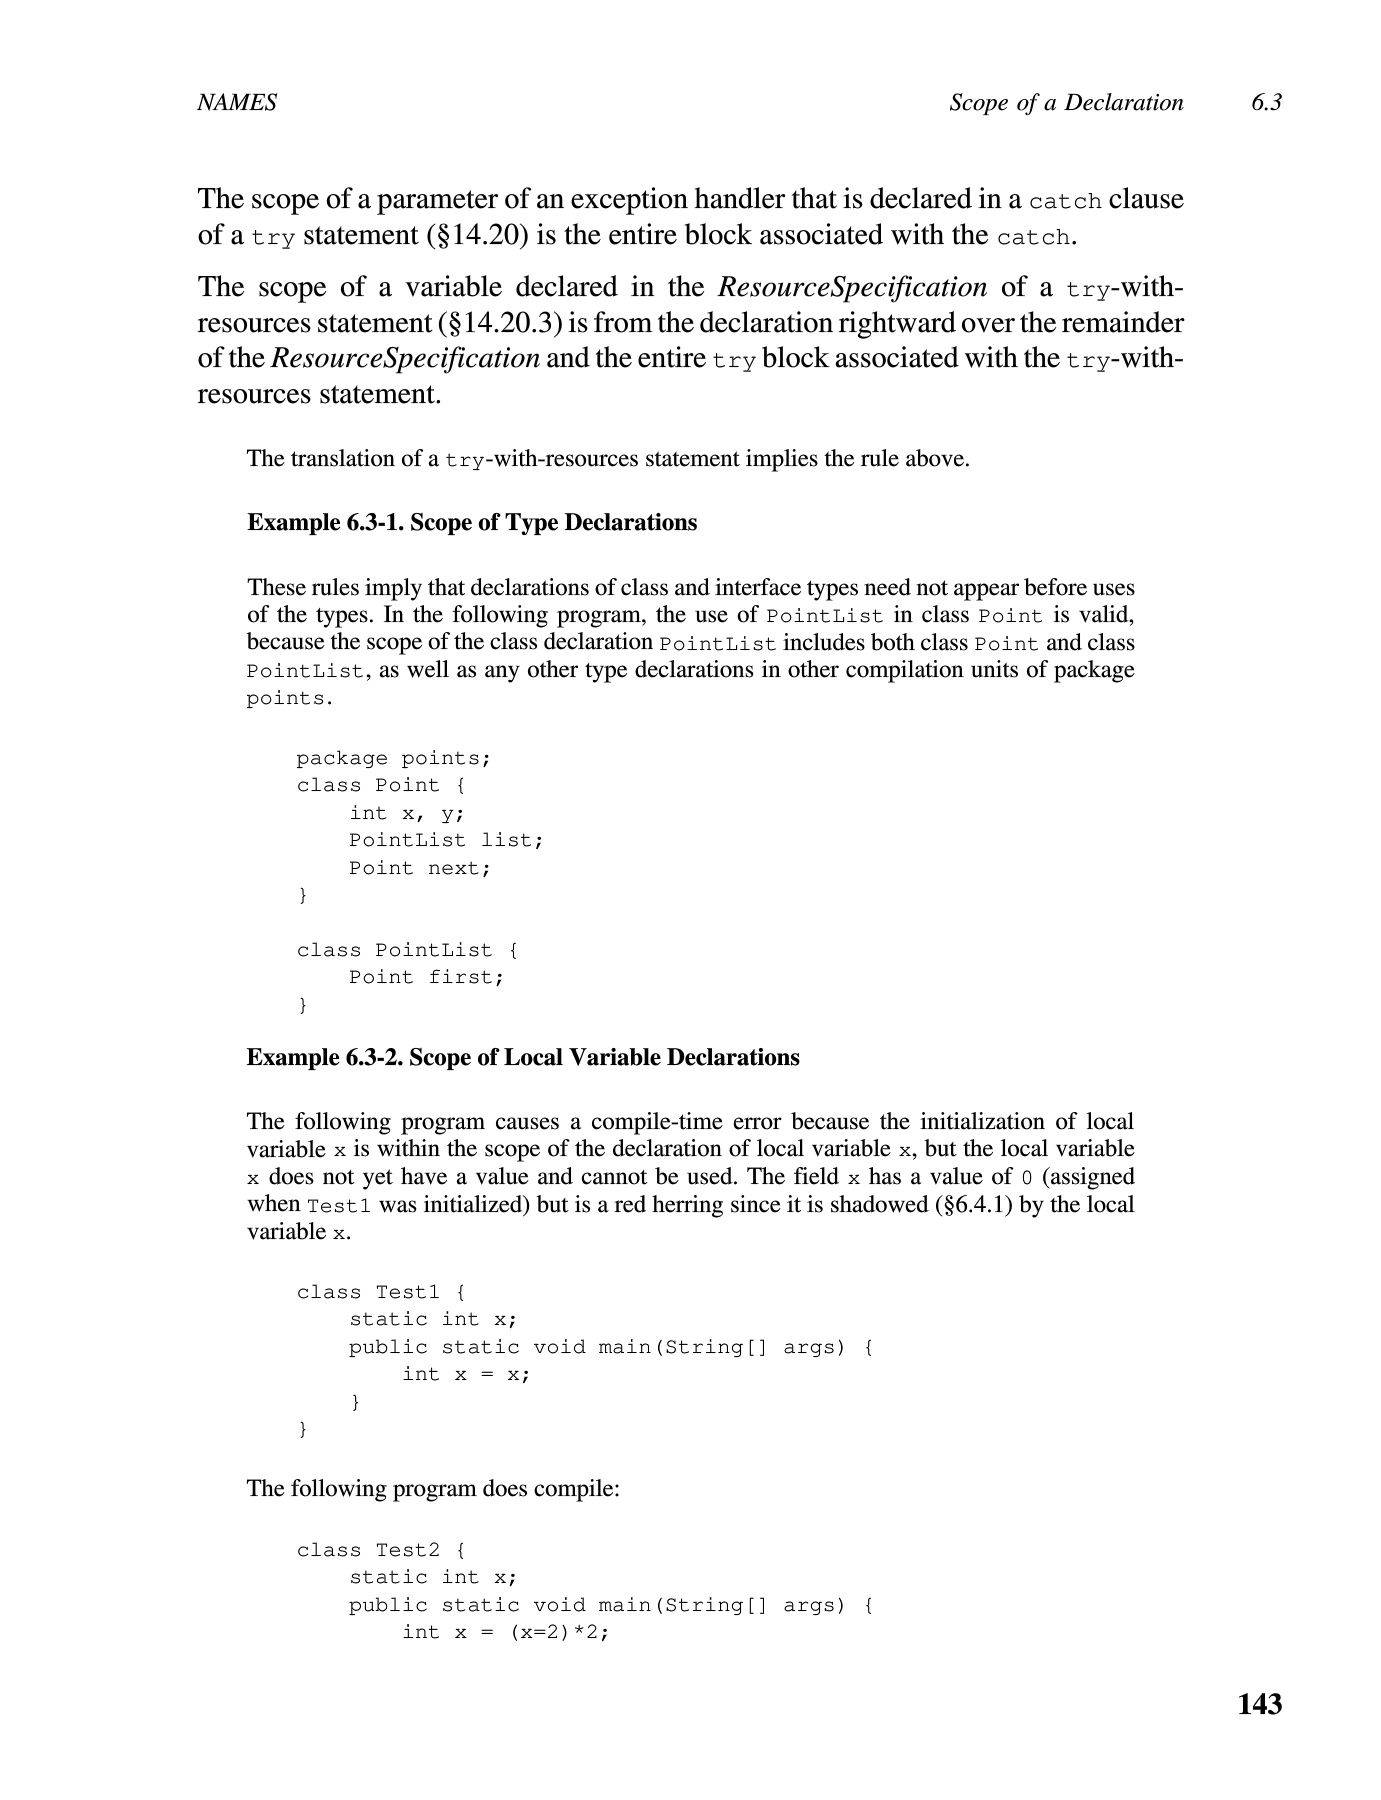 NAMES Scope of a Declaration 6.3
The scope of a parameter of an exception handler that is declared in a catch clause
of a try statement (§14.20) is the entire block associated with the catch.
The scope of a variable declared in the ResourceSpecification of a try-with-
resources statement (§14.20.3) is from the declaration rightward over the remainder
of the ResourceSpecification and the entire try block associated with the try-with-
resources statement.
The translation of a try-with-resources statement implies the rule above.
Example 6.3-1. Scope of Type Declarations
These rules imply that declarations of class and interface types need not appear before uses
of the types. In the following program, the use of PointList in class Point is valid,
because the scope of the class declaration PointList includes both class Point and class
PointList, as well as any other type declarations in other compilation units of package
points.
package points;
class Point {
    int x, y;
    PointList list;
    Point next;
}
class PointList {
    Point first;
}
Example 6.3-2. Scope of Local Variable Declarations
The following program causes a compile-time error because the initialization of local
variable x is within the scope of the declaration of local variable x, but the local variable
x does not yet have a value and cannot be used. The field x has a value of 0 (assigned
when Test1 was initialized) but is a red herring since it is shadowed (§6.4.1) by the local
variable x.
class Test1 {
    static int x;
    public static void main(String[] args) {
        int x = x;
    }
}
The following program does compile:
class Test2 {
    static int x;
    public static void main(String[] args) {
        int x = (x=2)*2;
143